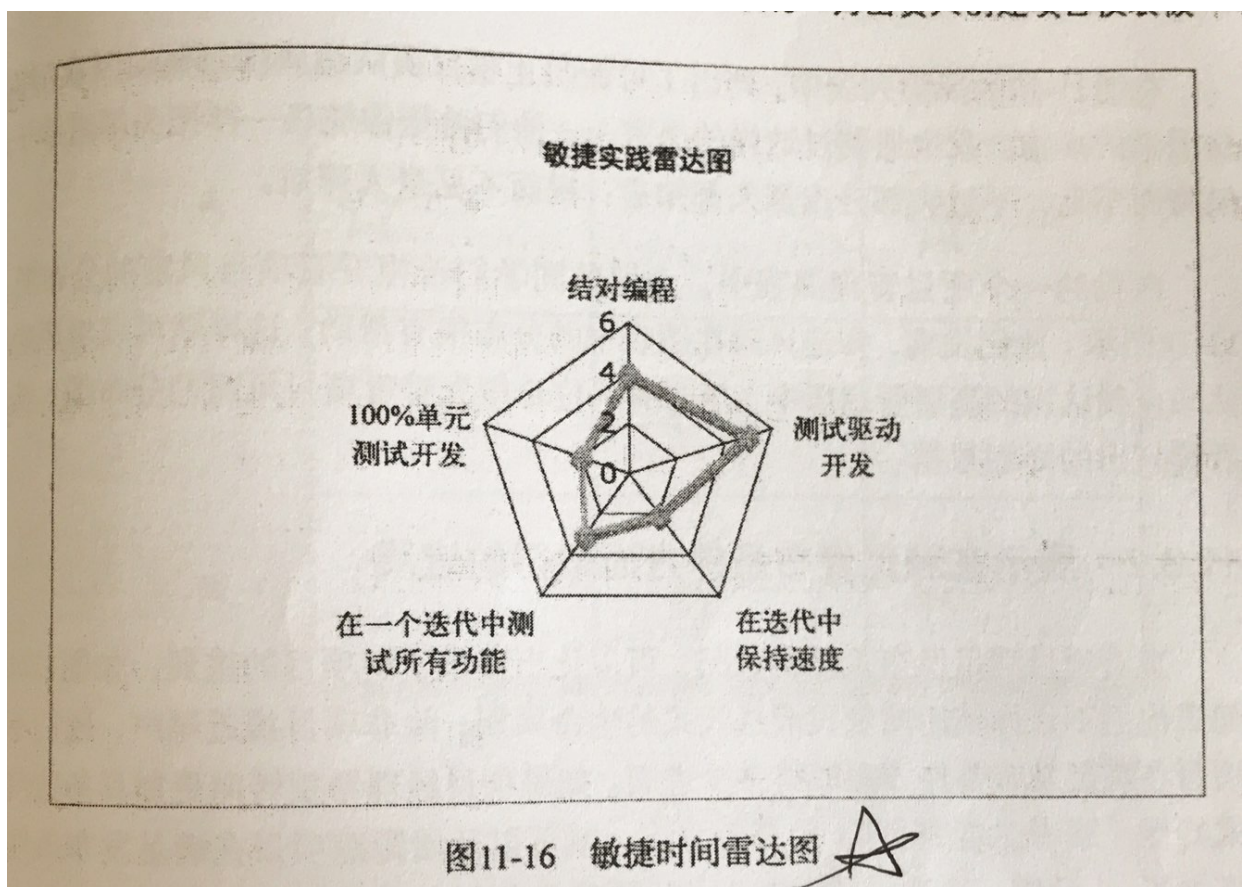 敏捷实践雷达图
结对编程
6
4
2
0
100%单元
测试开发
测试驱动
开发
在一个迭代中测
试所有功能
在迭代中
保持速度
图11-16 敏捷时间雷达图